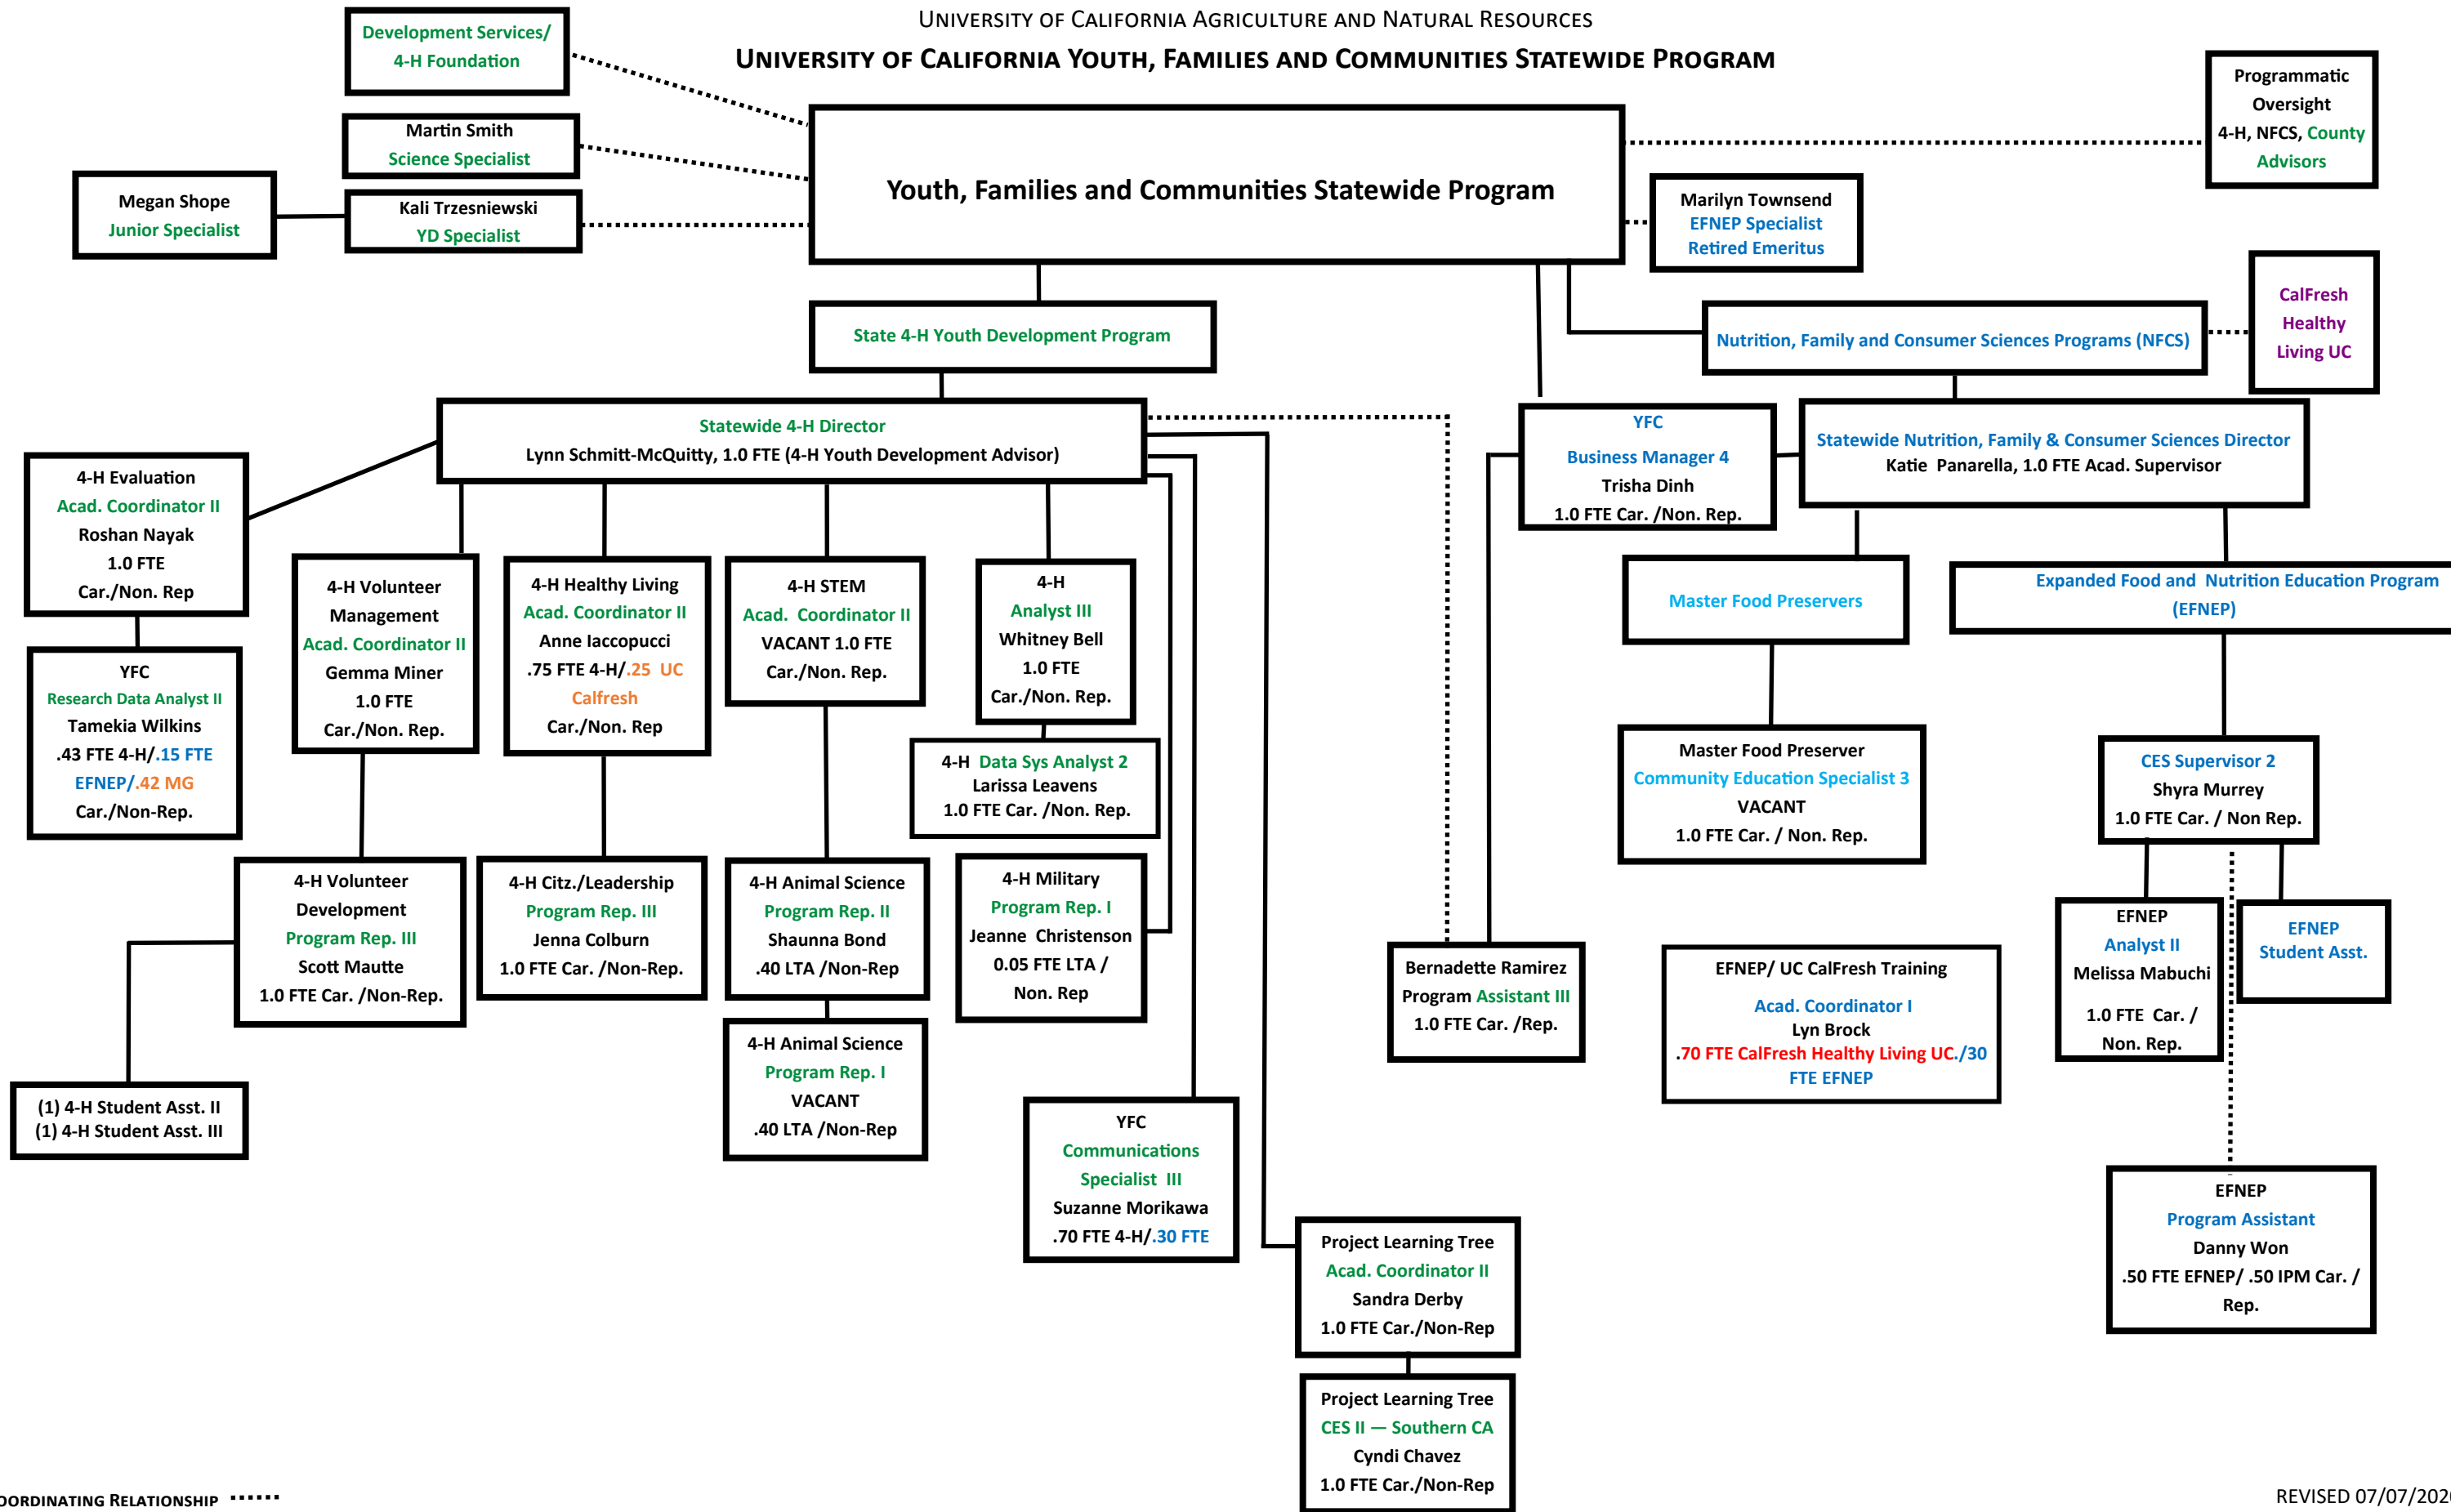 UNIVERSITY OF CALIFORNIA AGRICULTURE AND NATURAL RESOURCES
UNIVERSITY OF CALIFORNIA YOUTH, FAMILIES AND COMMUNITIES STATEWIDE PROGRAM
Development Services/
4-H Foundation
Programmatic
Oversight
4-H, NFCS, County
Advisors
Martin Smith
Science Specialist
Youth, Families and Communities Statewide Program
Megan Shope
Junior Specialist
Kali Trzesniewski
YD Specialist
Marilyn Townsend
EFNEP Specialist
Retired Emeritus
CalFresh
Healthy
Living UC
State 4-H Youth Development Program
Nutrition, Family and Consumer Sciences Programs (NFCS)
Statewide 4-H Director
Lynn Schmitt-McQuitty, 1.0 FTE (4-H Youth Development Advisor)
YFC
Business Manager 4
Trisha Dinh
1.0 FTE Car. /Non. Rep.
Statewide Nutrition, Family & Consumer Sciences Director
Katie Panarella, 1.0 FTE Acad. Supervisor
4-H Evaluation
Acad. Coordinator II
Roshan Nayak
1.0 FTE
Car./Non. Rep
4-H Volunteer
Management
Acad. Coordinator II
Gemma Miner
1.0 FTE
Car./Non. Rep.
4-H Healthy Living
Acad. Coordinator II
Anne Iaccopucci
.75 FTE 4-H/.25 UC
Calfresh
Car./Non. Rep
4-H STEM
Acad. Coordinator II
VACANT 1.0 FTE
Car./Non. Rep.
4-H
Analyst III
Whitney Bell
1.0 FTE
Car./Non. Rep.
Master Food Preservers
Expanded Food and Nutrition Education Program
(EFNEP)
YFC
Research Data Analyst II
Tamekia Wilkins
.43 FTE 4-H/.15 FTE
EFNEP/.42 MG
Car./Non-Rep.
4-H Data Sys Analyst 2
Larissa Leavens
1.0 FTE Car. /Non. Rep.
Master Food Preserver
Community Education Specialist 3
VACANT
1.0 FTE Car. / Non. Rep.
CES Supervisor 2
Shyra Murrey
1.0 FTE Car. / Non Rep.
4-H Volunteer
Development
Program Rep. III
Scott Mautte
1.0 FTE Car. /Non-Rep.
4-H Citz./Leadership
Program Rep. III
Jenna Colburn
1.0 FTE Car. /Non-Rep.
4-H Animal Science
Program Rep. II
Shaunna Bond
.40 LTA /Non-Rep
4-H Military
Program Rep. I
Jeanne Christenson
0.05 FTE LTA /
Non. Rep
Bernadette Ramirez
Program Assistant III
1.0 FTE Car. /Rep.
EFNEP/ UC CalFresh Training
Acad. Coordinator I
Lyn Brock
.70 FTE CalFresh Healthy Living UC./30
FTE EFNEP
EFNEP
Analyst II
Melissa Mabuchi
1.0 FTE Car. /
Non. Rep.
EFNEP
Student Asst.
4-H Animal Science
Program Rep. I
VACANT
.40 LTA /Non-Rep
(1) 4-H Student Asst. II
(1) 4-H Student Asst. III
YFC
Communications
Specialist III
Suzanne Morikawa
.70 FTE 4-H/.30 FTE
EFNEP
Program Assistant
Danny Won
.50 FTE EFNEP/ .50 IPM Car. /
Rep.
Project Learning Tree
Acad. Coordinator II
Sandra Derby
1.0 FTE Car./Non-Rep
Project Learning Tree
CES II — Southern CA
Cyndi Chavez
1.0 FTE Car./Non-Rep
OORDINATING RELATIONSHIP
REVISED 07/07/2020